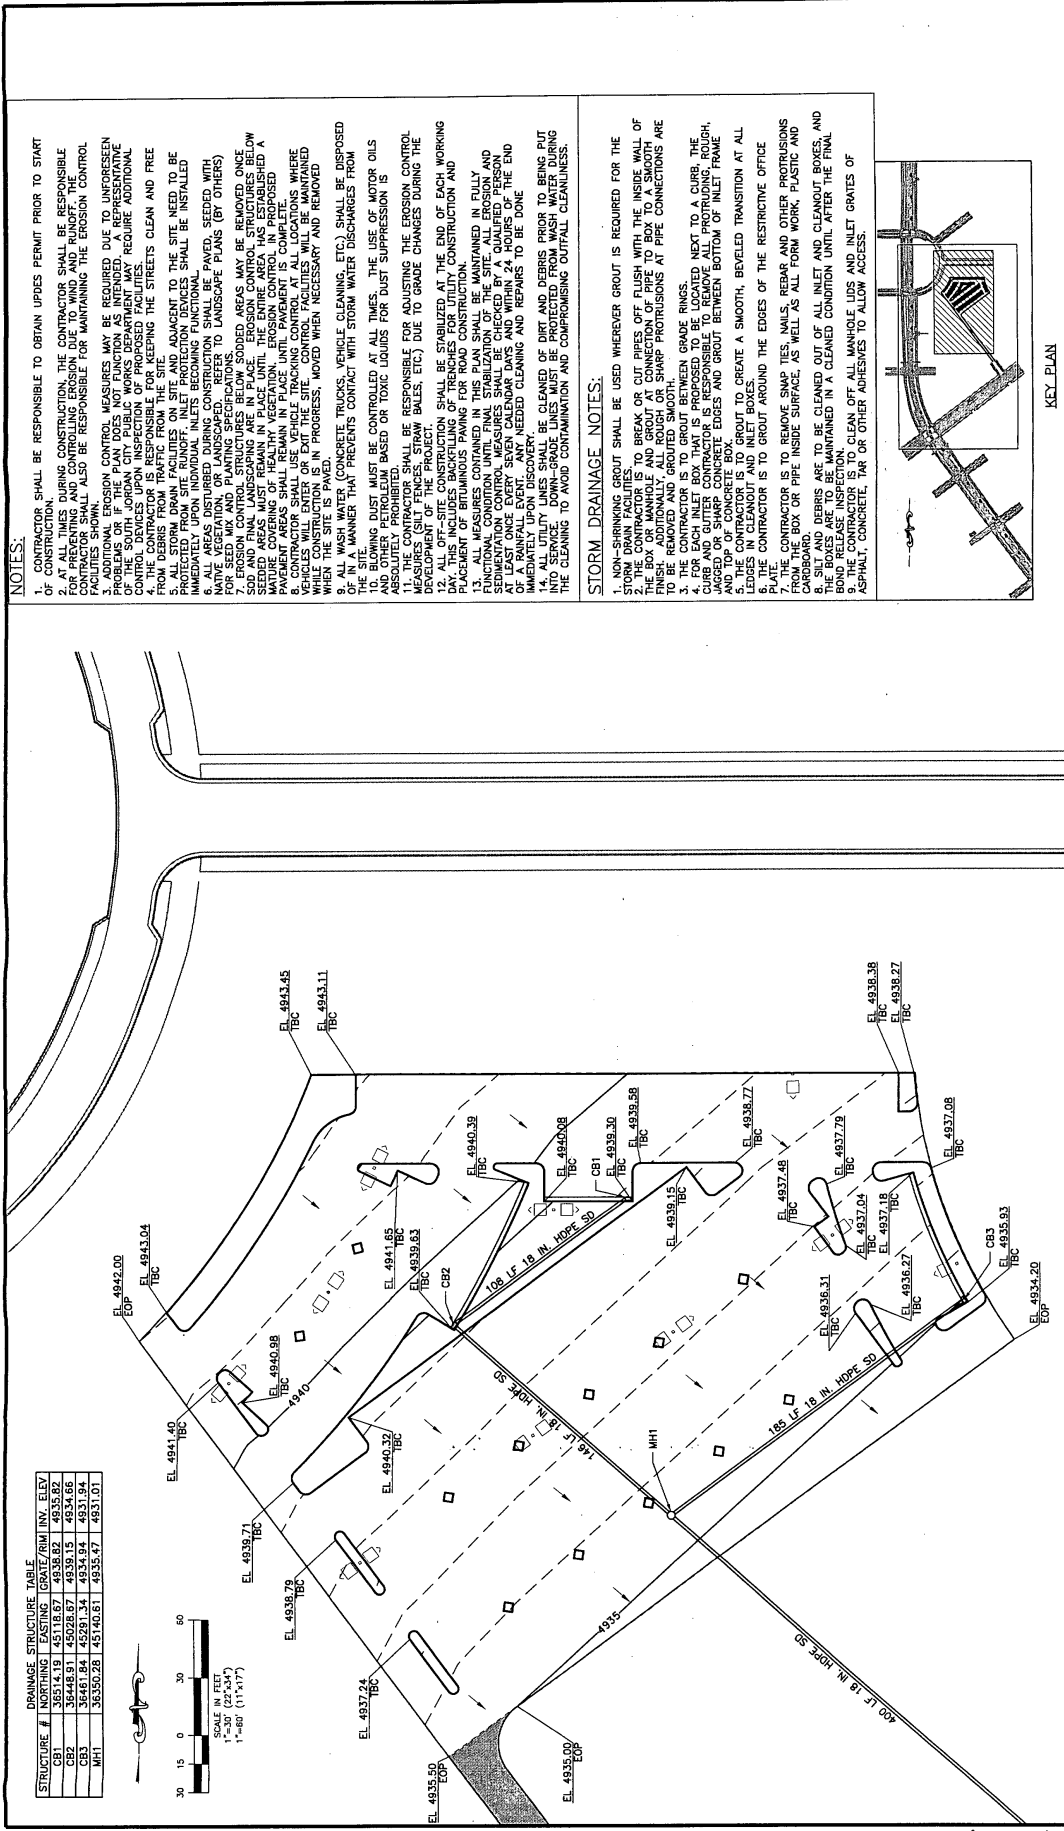 NOTES:
1. CONTRACTOR SHALL BE RESPONSIBLE TO OBTAIN UPDES PERMIT PRIOR TO START
OF CONSTRUCTION.
2. AT ALL TIMES DURING CONSTRUCTION, THE CONTRACTOR SHALL BE RESPONSIBLE
FOR PREVENTING AND CONTROLLING EROSION DUE TO WIND AND RUNOFF. THE
CONTRACTOR SHALL ALSO BE RESPONSIBLE FOR MAINTAINING THE EROSION CONTROL
FACILITIES SHOWN.
3. ADDITIONAL EROSION CONTROL MEASURES MAY BE REQUIRED DUE TO UNFORESEEN
PROBLEMS OR IF THE PLAN DOES NOT FUNCTION AS INTENDED. A REPRESENTATIVE
OF THE SOUTH JORDAN CITY PUBLIC WORKS DEPARTMENT MAY REQUIRE ADDITIONAL
CONTROL DEVICES UPON INSPECTION OF PROPOSED FACILITIES.
4. THE CONTRACTOR IS RESPONSIBLE FOR KEEPING THE STREETS CLEAN AND FREE
FROM DEBRIS FROM TRAFFIC FROM THE SITE.
5. ALL STORM DRAIN FACILITIES ON SITE AND ADJACENT TO THE SITE NEED TO BE
PROTECTED FROM SITE RUNOFF. INLET PROTECTION DEVICES SHALL BE INSTALLED
IMMEDIATELY UPON INDIVIDUAL INLETS BECOMING FUNCTIONAL.
6. ALL AREAS DISTURBED DURING CONSTRUCTION SHALL BE PAVED, SEEDED WITH
NATIVE VEGETATION, OR LANDSCAPED. REFER TO LANDSCAPE PLANS (BY OTHERS)
FOR SEED MIX AND PLANTING SPECIFICATIONS.
7. EROSION CONTROL STRUCTURES BELOW SODDED AREAS MAY BE REMOVED ONCE
SOD AND FINAL LANDSCAPING ARE IN PLACE. EROSION CONTROL STRUCTURES BELOW
SEEDED AREAS MUST REMAIN IN PLACE UNTIL THE ENTIRE AREA HAS ESTABLISHED A
MATURE COVERING OF HEALTHY VEGETATION. EROSION CONTROL IN PROPOSED
PAVEMENT AREAS SHALL REMAIN IN PLACE UNTIL PAVEMENT IS COMPLETE.
8. CONTRACTOR SHALL USE VEHICLE TRACKING CONTROL AT ALL LOCATIONS WHERE
VEHICLES WILL ENTER OR EXIT THE SITE. CONTROL FACILITIES WILL BE MAINTAINED
WHILE CONSTRUCTION IS IN PROGRESS, MOVED WHEN NECESSARY AND REMOVED
WHEN THE SITE IS PAVED.
9. ALL WASH WATER (CONCRETE TRUCKS, VEHICLE CLEANING, ETC.) SHALL BE DISPOSED
OF IN A MANNER THAT PREVENTS CONTACT WITH STORM WATER DISCHARGES FROM
THE SITE.
10. BLOWING DUST MUST BE CONTROLLED AT ALL TIMES. THE USE OF MOTOR OILS
AND OTHER PETROLEUM BASED OR TOXIC LIQUIDS FOR DUST SUPPRESSION IS
ABSOLUTELY PROHIBITED.
11. THE CONTRACTOR SHALL BE RESPONSIBLE FOR ADJUSTING THE EROSION CONTROL
MEASURES (SILT FENCES, STRAW BALES, ETC.) DUE TO GRADE CHANGES DURING THE
DEVELOPMENT OF THE PROJECT.
12. ALL OFF-SITE CONSTRUCTION SHALL BE STABILIZED AT THE END OF EACH WORKING
DAY, THIS INCLUDES BACKFILLING OF TRENCHES FOR UTILITY CONSTRUCTION AND
PLACEMENT OF BITUMINOUS PAVING FOR ROAD CONSTRUCTION.
13. ALL MEASURES CONTAINED IN THIS PLAN SHALL BE MAINTAINED IN FULLY
FUNCTIONAL CONDITION UNTIL FINAL STABILIZATION OF THE SITE. ALL EROSION AND
SEDIMENTATION CONTROL MEASURES SHALL BE CHECKED BY A QUALIFIED PERSON
AT LEAST ONCE EVERY SEVEN CALENDAR DAYS AND WITHIN 24 HOURS OF THE END
OF A RAINFALL EVENT. ANY NEEDED CLEANING AND REPAIRS TO BE DONE
IMMEDIATELY UPON DISCOVERY.
14. ALL UTILITY LINES SHALL BE CLEANED OF DIRT AND DEBRIS PRIOR TO BEING PUT
INTO SERVICE. DOWN-GRADE LINES MUST BE PROTECTED FROM WASH WATER DURING
THE CLEANING TO AVOID CONTAMINATION AND COMPROMISING OUTFALL CLEANLINESS.
STORM DRAINAGE NOTES:
1. NON-SHRINKING GROUT SHALL BE USED WHEREVER GROUT IS REQUIRED FOR THE
STORM DRAIN FACILITIES.
2. THE CONTRACTOR IS TO BREAK OR CUT PIPES OFF FLUSH WITH THE INSIDE WALL OF
THE BOX OR MANHOLE AND GROUT AT CONNECTION OF PIPE TO BOX TO A SMOOTH
FINISH. ADDITIONALLY, ALL ROUGH OR SHARP PROTRUSIONS AT PIPE CONNECTIONS ARE
TO BE REMOVED AND GROUTED SMOOTH.
3. THE CONTRACTOR IS TO GROUT BETWEEN GRADE RINGS.
4. FOR EACH INLET BOX THAT IS PROPOSED TO BE LOCATED NEXT TO A CURB, THE
CURB AND GUTTER CONTRACTOR IS RESPONSIBLE TO REMOVE ALL PROTRUDING, ROUGH,
JAGGED OR SHARP CONCRETE EDGES AND GROUT BETWEEN BOTTOM OF INLET FRAME
AND TOP OF CONCRETE BOX.
5. THE CONTRACTOR IS TO GROUT TO CREATE A SMOOTH, BEVELED TRANSITION AT ALL
LEDGES IN CLEANOUT AND INLET BOXES.
6. THE CONTRACTOR IS TO GROUT AROUND THE EDGES OF THE RESTRICTIVE OFFICE
PLATE.
7. THE CONTRACTOR IS TO REMOVE SNAP TIES, NAILS, REBAR AND OTHER PROTRUSIONS
FROM THE BOX OR PIPE INSIDE SURFACE, AS WELL AS ALL FORM WORK, PLASTIC AND
CARDBOARD.
8. SILT AND DEBRIS ARE TO BE CLEANED OUT OF ALL INLET AND CLEANOUT BOXES, AND
THE BOXES ARE TO BE MAINTAINED IN A CLEANED CONDITION UNTIL AFTER THE FINAL
BOND RELEASE INSPECTION.
9. THE CONTRACTOR IS TO CLEAN OFF ALL MANHOLE LIDS AND INLET GRATES OF
ASPHALT, CONCRETE, TAR OR OTHER ADHESIVES TO ALLOW ACCESS.
KEY PLAN
DRAINAGE STRUCTURE TABLE
STRUCTURE # NORTHING EASTING GRATE/RIM INV. ELEV
CB1 36514.19 45118.67 4938.82 4935.82
CB2 36448.91 45028.67 4939.15 4934.66
CB3 36461.84 45291.34 4934.94 4931.94
MH1 36350.28 45140.61 4935.47 4931.01
30 15 0 30 60
SCALE IN FEET
1"=30' (22"x34")
1"=60' (11"x17")
EL 4943.45
TBC
EL 4943.11
TBC
EL 4942.00
EOP
EL 4943.04
TBC
EL 4941.40
TBC
EL 4940.98
TBC
4940
EL 4941.65
TBC
EL 4939.63
TBC
CB2
EL 4940.39
TBC
EL 4940.08
TBC
CB1
EL 4939.30
TBC
EL 4939.58
TBC
EL 4938.77
TBC
EL 4939.15
TBC
108 LF 18 IN. HDPE SD
EL 4940.32
TBC
EL 4939.71
TBC
EL 4938.79
TBC
EL 4937.24
TBC
EL 4935.50
EOP
EL 4935.00
EOP
4935
146 LF 18 IN. HDPE SD
MH1
185 LF 18 IN. HDPE SD
400 LF 18 IN. HDPE SD
EL 4938.38
TBC
EL 4938.27
TBC
EL 4937.08
TBC
EL 4937.79
TBC
EL 4937.48
TBC
EL 4937.04
TBC
EL 4937.18
TBC
EL 4936.31
TBC
EL 4936.27
TBC
CB3
EL 4935.93
TBC
EL 4934.20
EOP